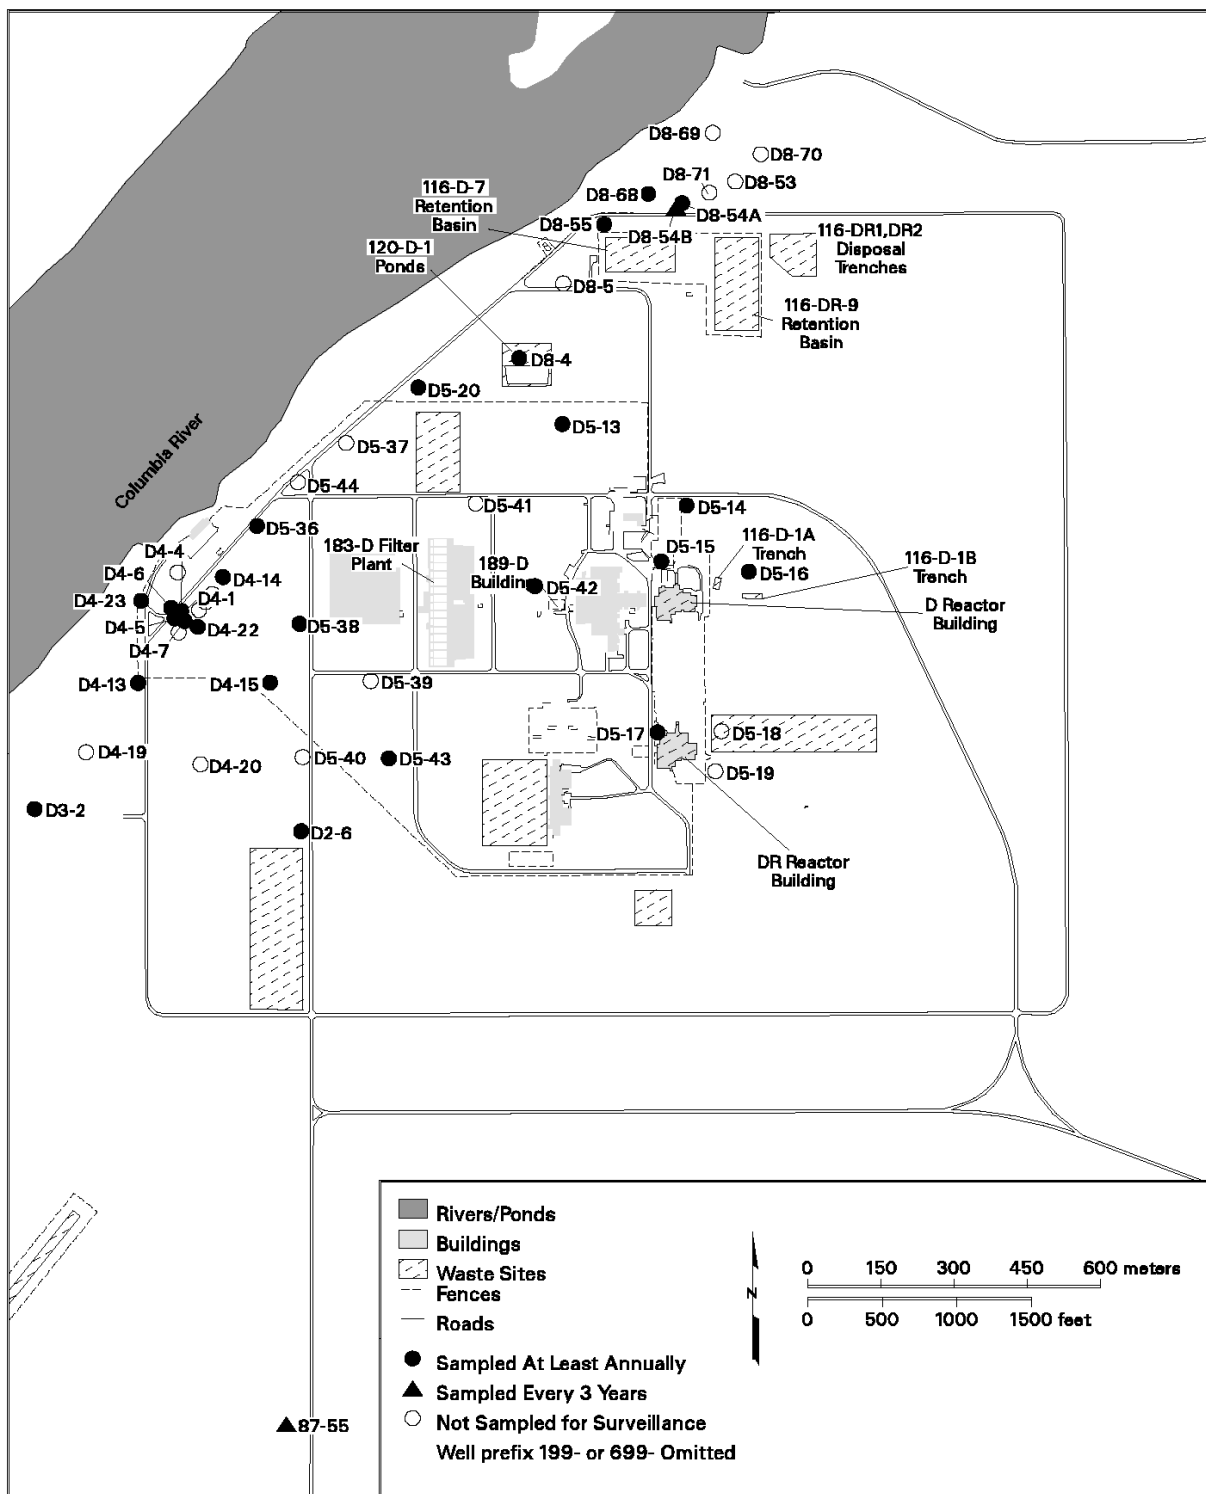 D8-69
D8-70
D8-71
D8-53
116-D-7
Retention
Basin
D8-68
D8-54A
D8-55
D8-54B
116-DR1,DR2
Disposal
Trenches
120-D-1
Ponds
D8-5
116-DR-9
Retention
Basin
D8-4
D5-20
D5-13
Columbia River
D5-37
D5-44
D5-41
D5-14
D5-36
183-D Filter
Plant
D5-15
116-D-1A
Trench
116-D-1B
Trench
D4-4
D4-6
D4-14
189-D
Building
D5-42
D5-16
D4-23
D4-1
D Reactor
Building
D4-5
D4-22
D5-38
D4-7
D4-13
D4-15
D5-39
D5-17
D5-18
D4-19
D4-20
D5-40
D5-43
D5-19
D3-2
D2-6
DR Reactor
Building
Rivers/Ponds
Buildings
Waste Sites
Fences
Roads
Sampled At Least Annually
Sampled Every 3 Years
Not Sampled for Surveillance
Well prefix 199- or 699- Omitted
N
0 150 300 450 600 meters
0 500 1000 1500 feet
87-55